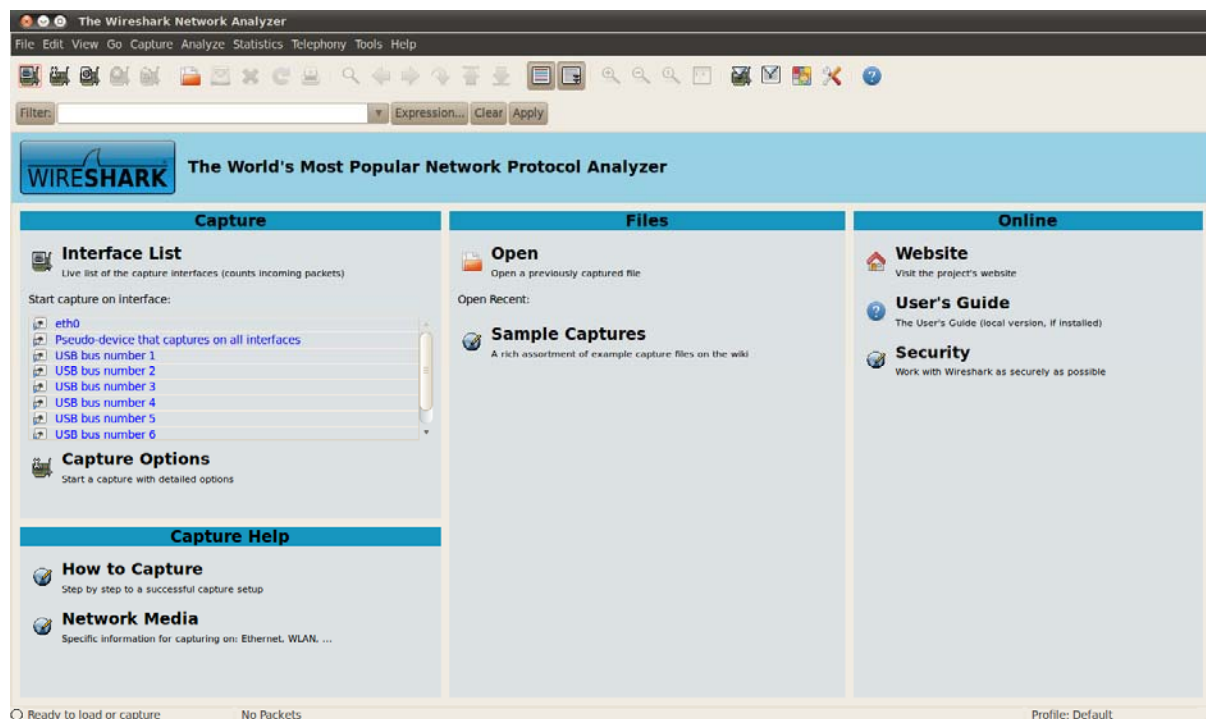 The Wireshark Network Analyzer
File Edit View Go Capture Analyze Statistics Telephony Tools Help
Filter: Expression... Clear Apply
WIRESHARK The World's Most Popular Network Protocol Analyzer
Capture
Interface List
Live list of the capture interfaces (counts incoming packets)
Start capture on interface:
eth0
Pseudo-device that captures on all interfaces
USB bus number 1
USB bus number 2
USB bus number 3
USB bus number 4
USB bus number 5
USB bus number 6
Capture Options
Start a capture with detailed options
Capture Help
How to Capture
Step by step to a successful capture setup
Network Media
Specific information for capturing on: Ethernet, WLAN, ...
Files
Open
Open a previously captured file
Open Recent:
Sample Captures
A rich assortment of example capture files on the wiki
Online
Website
Visit the project's website
User's Guide
The User's Guide (local version, if installed)
Security
Work with Wireshark as securely as possible
Ready to load or capture No Packets Profile: Default